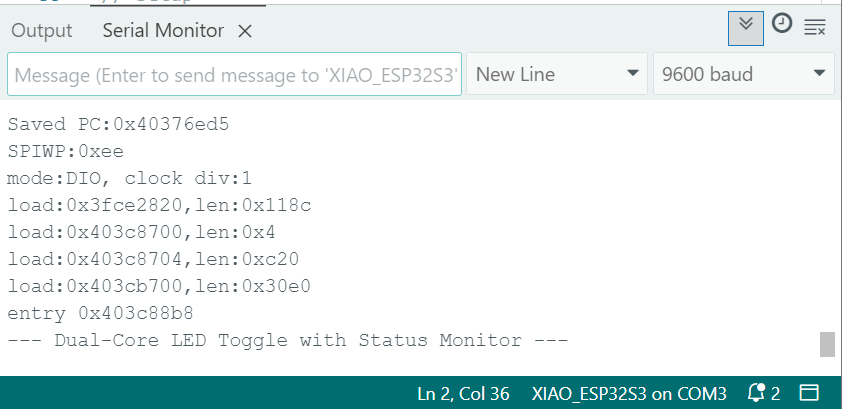 Output Serial Monitor
Message (Enter to send message to 'XIAO_ESP32S3' New Line 9600 baud
Saved PC:0x40376ed5
SPIWP:0xee
mode:DIO, clock div:1
load:0x3fce2820,len:0x118c
load:0x403c8700,len:0x4
load:0x403c8704,len:0xc20
load:0x403cb700,len:0x30e0
entry 0x403c88b8
--- Dual-Core LED Toggle with Status Monitor ---
Ln 2, Col 36 XIAO_ESP32S3 on COM3 2